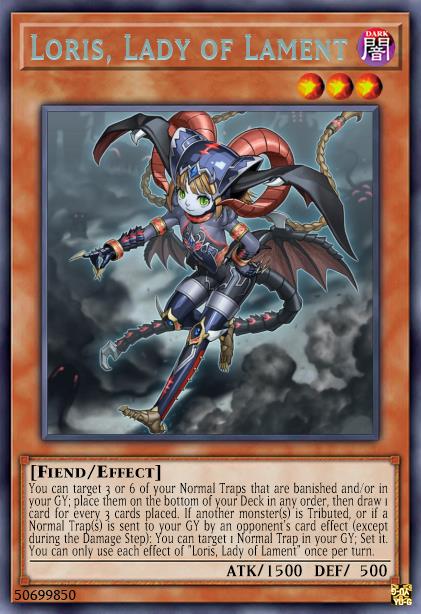 LORIS, LADY OF LAMENT
DARK
闇
[FIEND/EFFECT]
You can target 3 or 6 of your Normal Traps that are banished and/or in
your GY; place them on the bottom of your Deck in any order, then draw 1
card for every 3 cards placed. If another monster(s) is Tributed, or if a
Normal Trap(s) is sent to your GY by an opponent's card effect (except
during the Damage Step): You can target 1 Normal Trap in your GY; Set it.
You can only use each effect of "Loris, Lady of Lament" once per turn.
ATK/1500 DEF/ 500
50699850